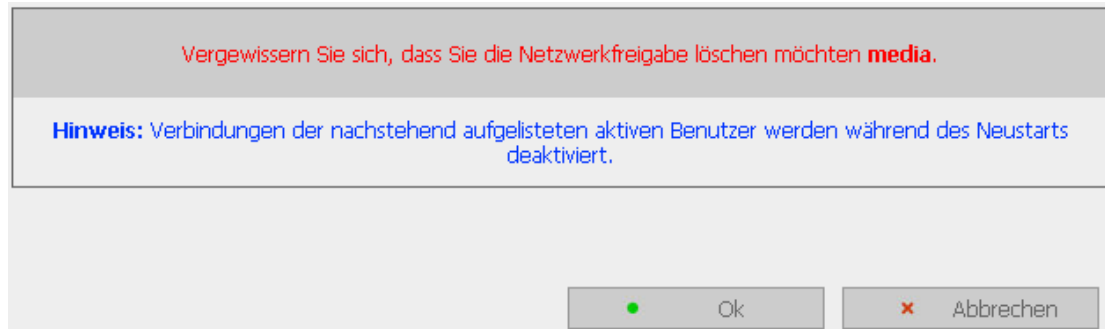 Vergewissern Sie sich, dass Sie die Netzwerkfreigabe löschen möchten media.
Hinweis: Verbindungen der nachstehend aufgelisteten aktiven Benutzer werden während des Neustarts
deaktiviert.
Ok
Abbrechen